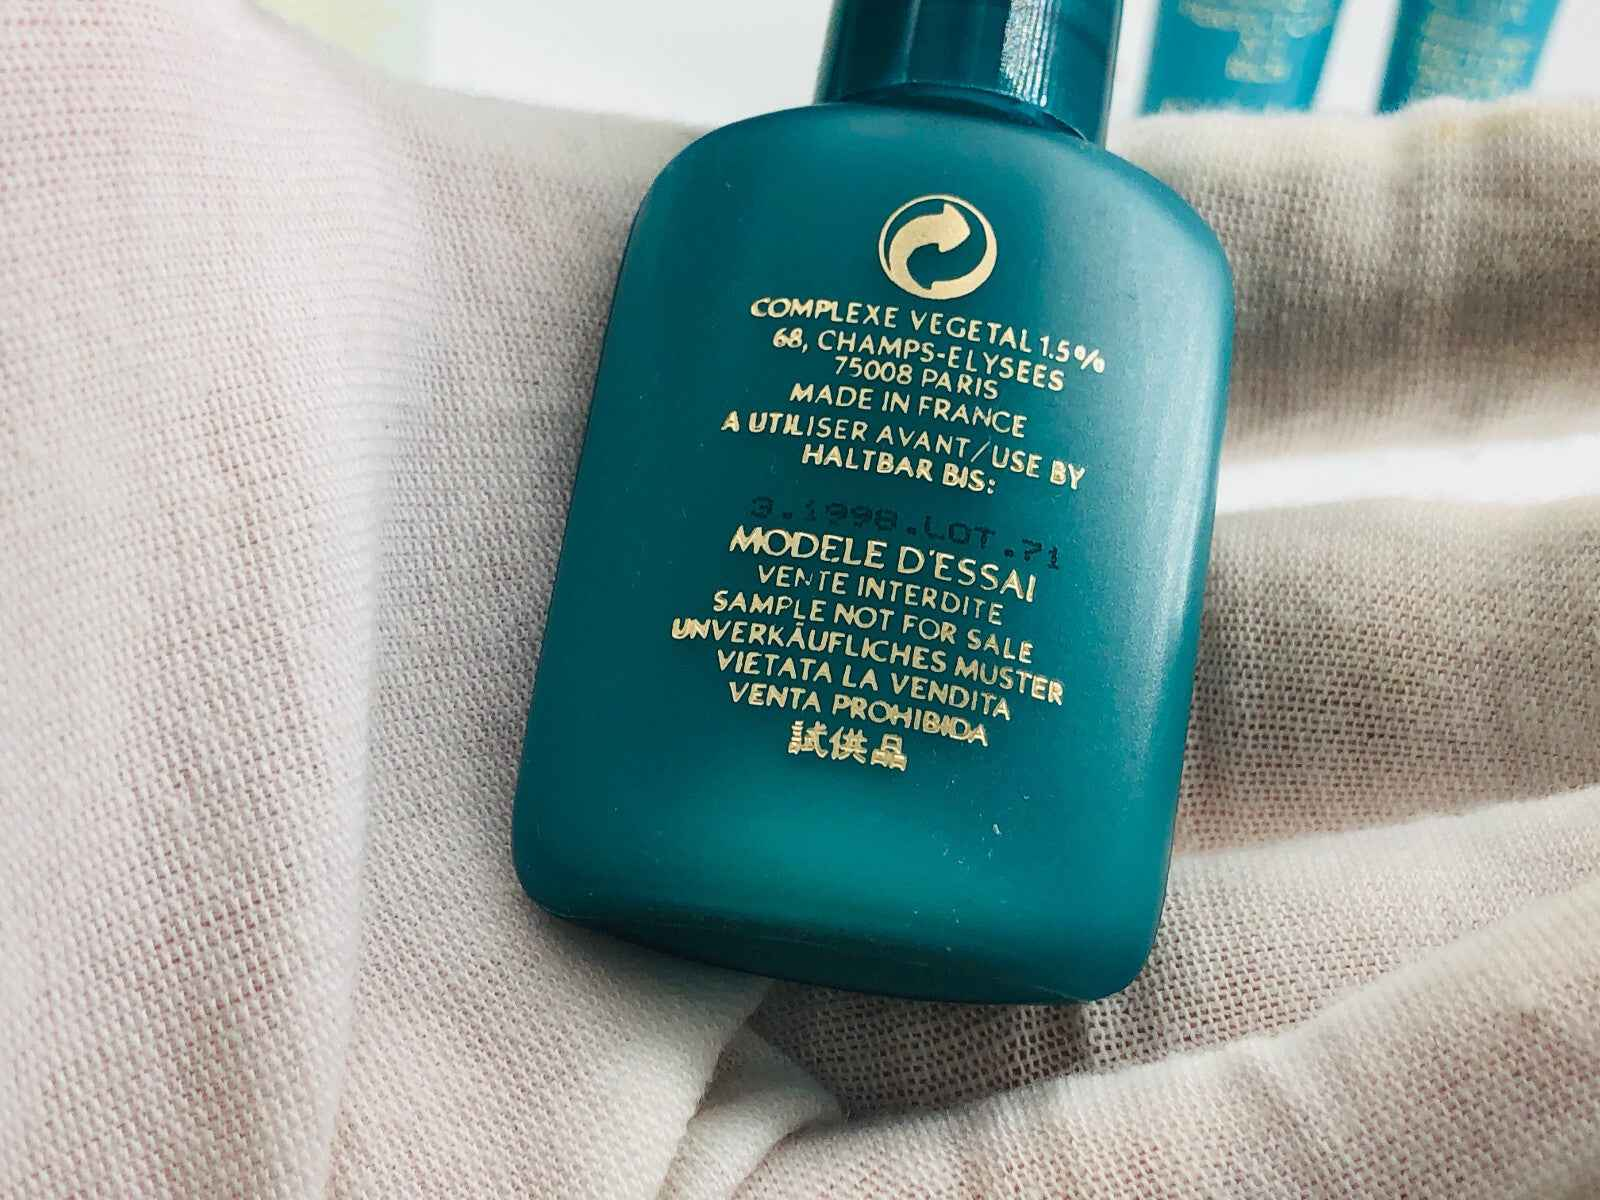 COMPLEXE VEGETAL 1.5%
68, CHAMPS-ELYSEES
75008 PARIS
MADE IN FRANCE
A UTILISER AVANT/USE BY
HALTBAR BIS:
3.1998.LOT.71
MODELE D'ESSAI
VENTE INTERDITE
SAMPLE NOT FOR SALE
UNVERKÄUFLICHES MUSTER
VIETATA LA VENDITA
VENTA PROHIBIDA
試供品